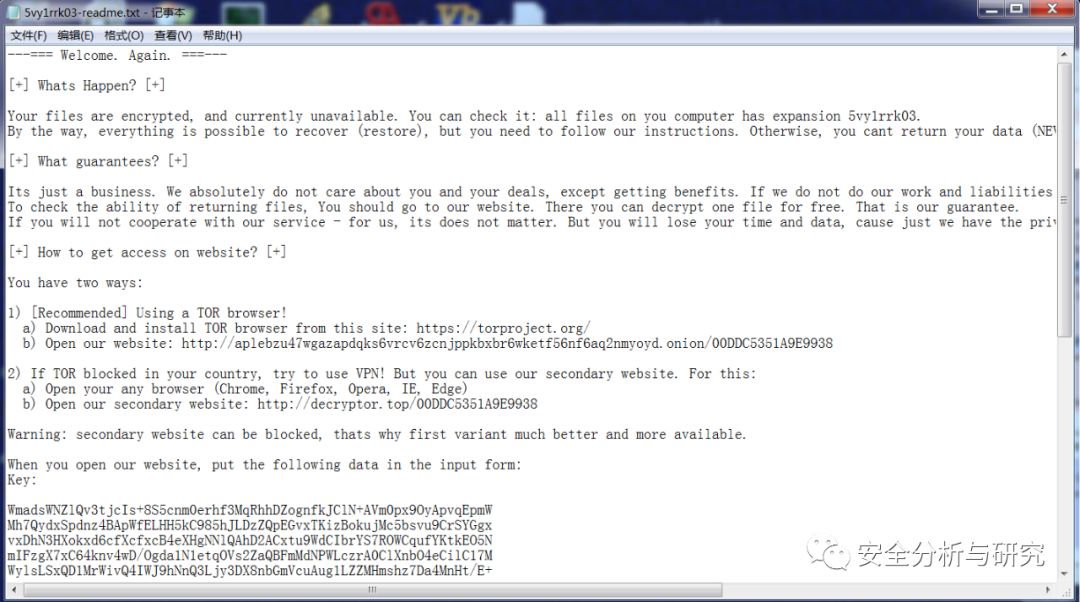 5vy1rrk03-readme.txt - 记事本
文件(F) 编辑(E) 格式(O) 查看(V) 帮助(H)
---=== Welcome. Again. ===---
[+] Whats Happen? [+]
Your files are encrypted, and currently unavailable. You can check it: all files on you computer has expansion 5vy1rrk03.
By the way, everything is possible to recover (restore), but you need to follow our instructions. Otherwise, you cant return your data (NEV
[+] What guarantees? [+]
Its just a business. We absolutely do not care about you and your deals, except getting benefits. If we do not do our work and liabilities
To check the ability of returning files, You should go to our website. There you can decrypt one file for free. That is our guarantee.
If you will not cooperate with our service - for us, its does not matter. But you will lose your time and data, cause just we have the priv
[+] How to get access on website? [+]
You have two ways:
1) [Recommended] Using a TOR browser!
a) Download and install TOR browser from this site: https://torproject.org/
b) Open our website: http://aplebzu47wgazapdqks6vrcv6zcnjppkbxbr6wketf56nf6aq2nmyoyd.onion/00DDC5351A9E9938
2) If TOR blocked in your country, try to use VPN! But you can use our secondary website. For this:
a) Open your any browser (Chrome, Firefox, Opera, IE, Edge)
b) Open our secondary website: http://decryptor.top/00DDC5351A9E9938
Warning: secondary website can be blocked, thats why first variant much better and more available.
When you open our website, put the following data in the input form:
Key:
WmadsWNZlQv3tjcIs+8S5cnm0erhf3MqRhhDZognfkJClN+AVm0px9OyApvqEpmW
Mh7QydxSpdnz4BApWfELHH5kC985hJLDzZQpEGvxTKizBokujMc5bsvu9CrSYGgx
vxDhN3HXokxd6cfXcfxcB4eXHgNNlQAhD2ACxtu9WdCIbrYS7ROWCqufYKtkEO5N
mIFzgX7xC64knv4wD/Ogda1N1etqOVs2ZaQBFmMdNPWLczrAOClXnbO4eCilC17M
WylsLSxQDlMrWivQ4IWJ9hNnQ3Ljy3DX8nbGmVcuAug1LZZMHmshz7Da4MnHt/E+
安全分析与研究